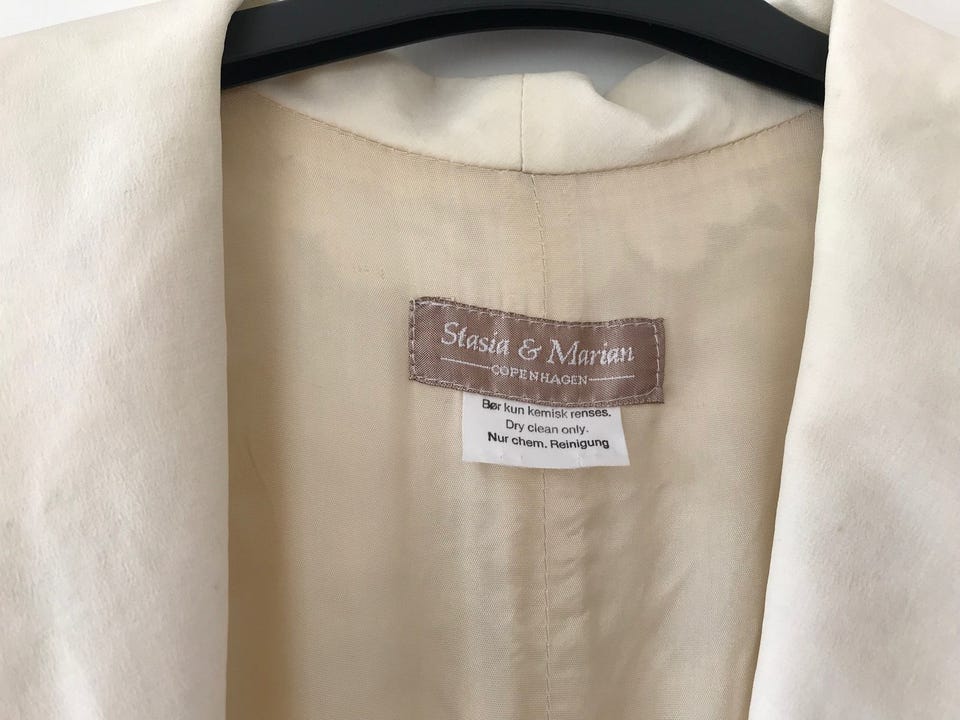 Stasia & Marian
COPENHAGEN
Bør kun kemisk renses.
Dry clean only.
Nur chem. Reinigung